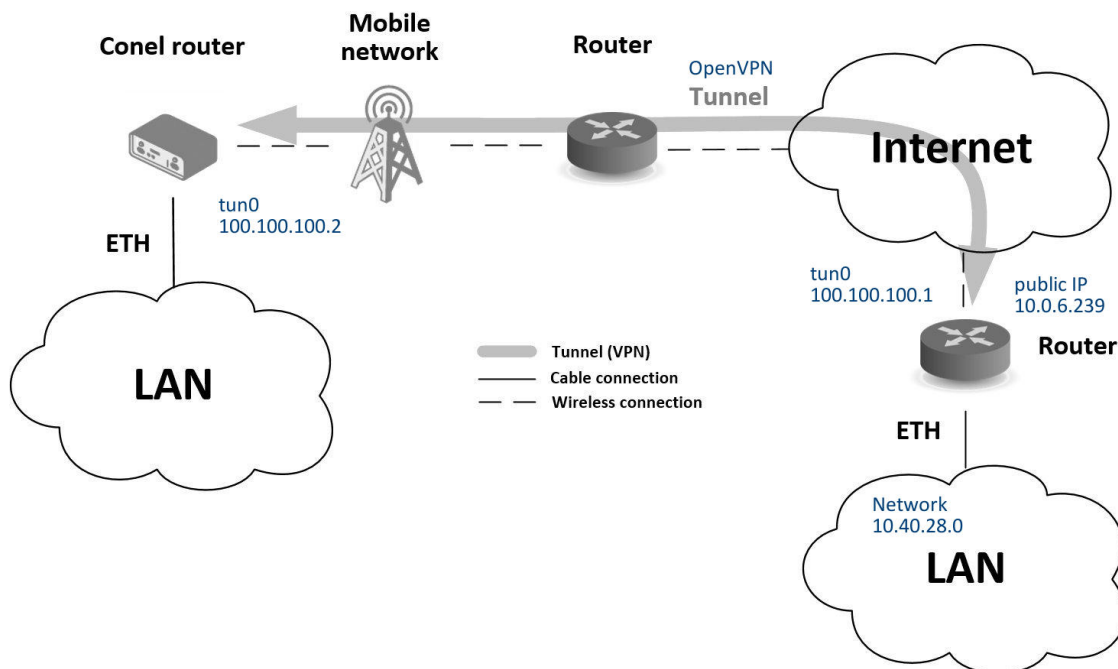 Conel router
Mobile
network
Router
OpenVPN
Tunnel
Internet
tun0
100.100.100.2
ETH
tun0
100.100.100.1
public IP
10.0.6.239
Router
LAN
Tunnel (VPN)
Cable connection
Wireless connection
ETH
Network
10.40.28.0
LAN